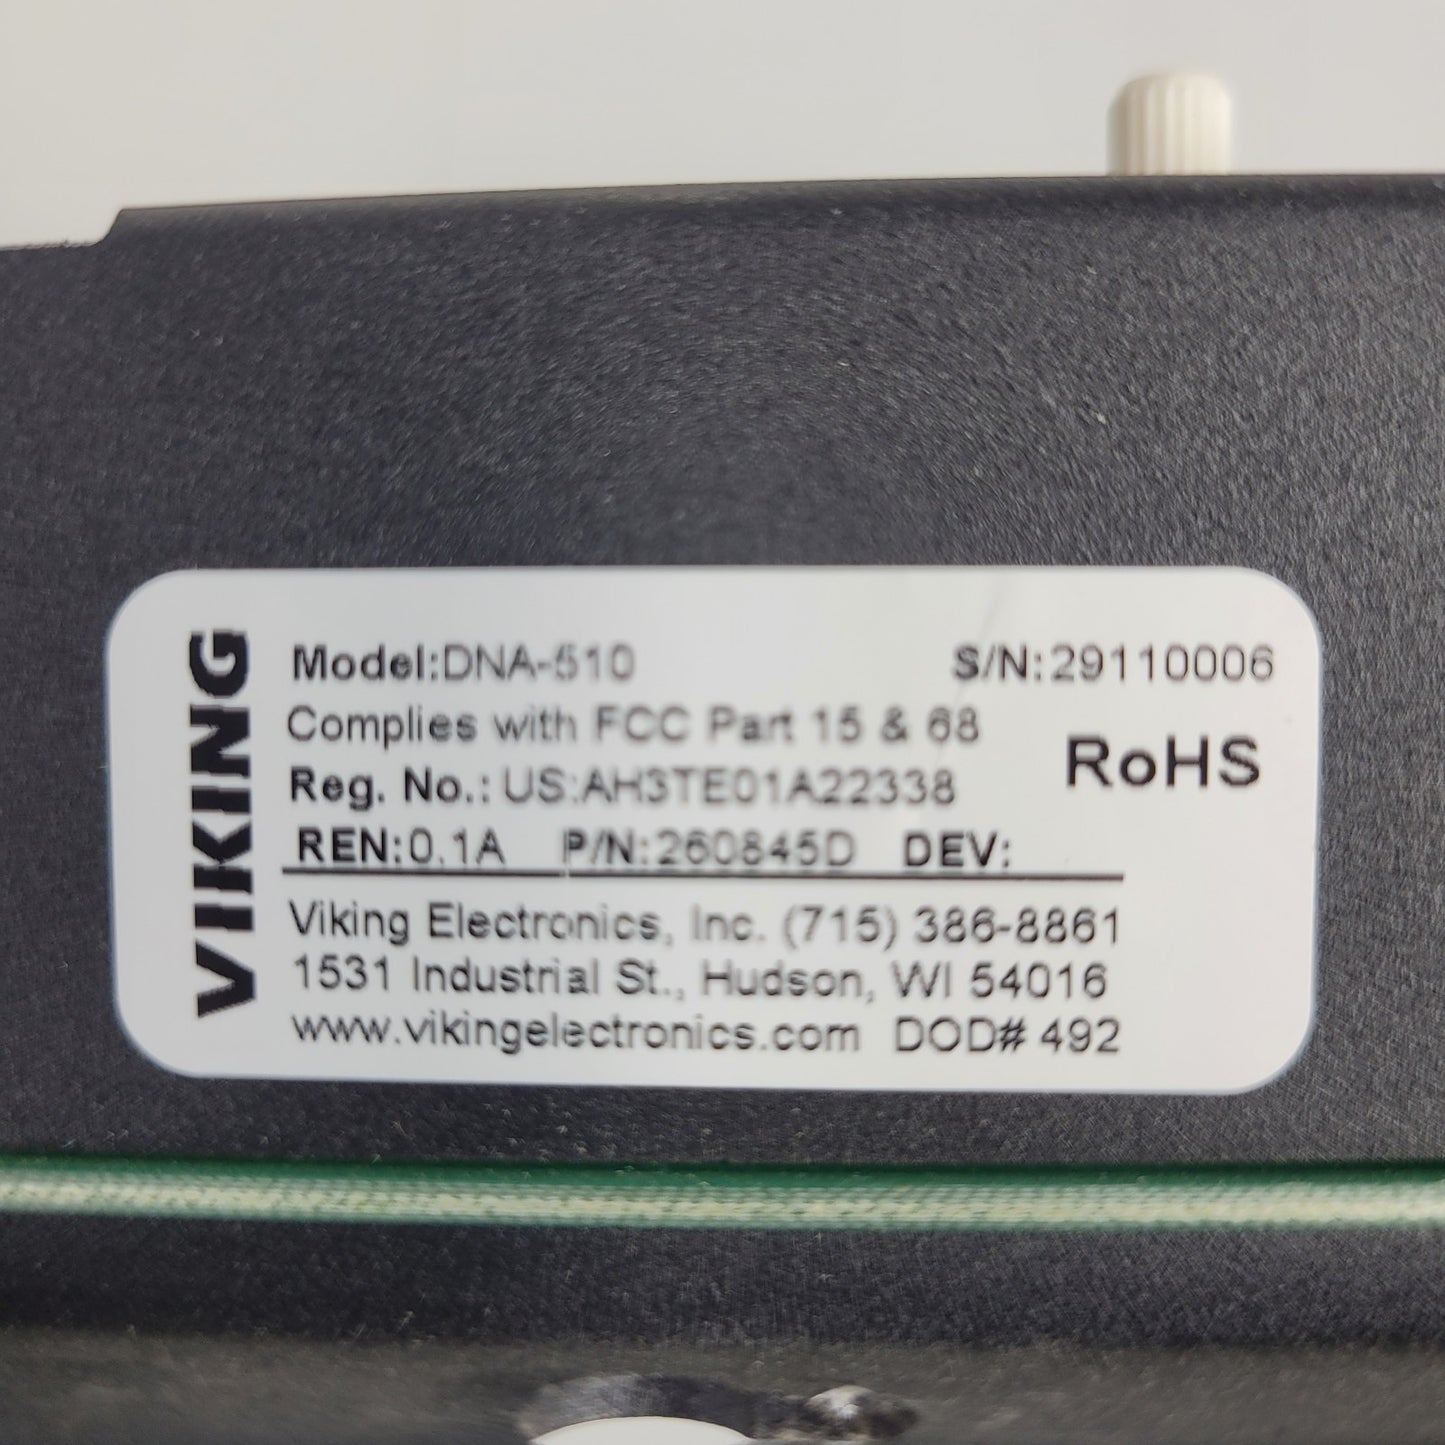 VIKING
Model:DNA-510 S/N:29110006
Complies with FCC Part 15 & 68
RoHS
Reg. No.: US:AH3TE01A22338
REN:0.1A P/N:260845D DEV:
Viking Electronics, Inc. (715) 386-8861
1531 Industrial St., Hudson, WI 54016
www.vikingelectronics.com DOD# 492